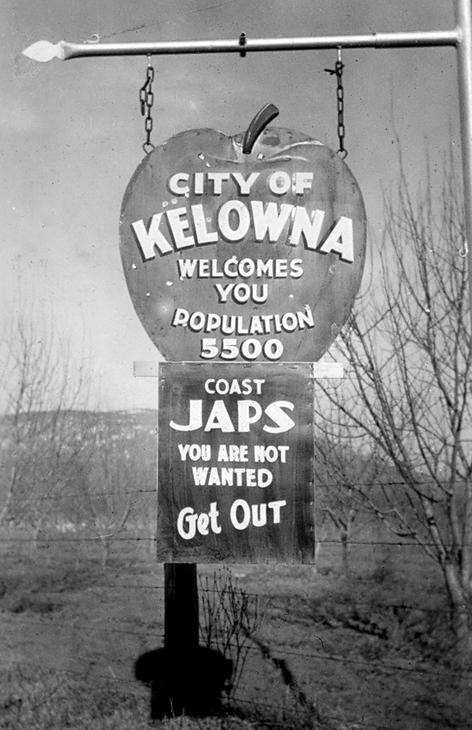 CITY OF
KELOWNA
WELCOMES
YOU
POPULATION
5500
COAST
JAPS
YOU ARE NOT
WANTED
Get OUT